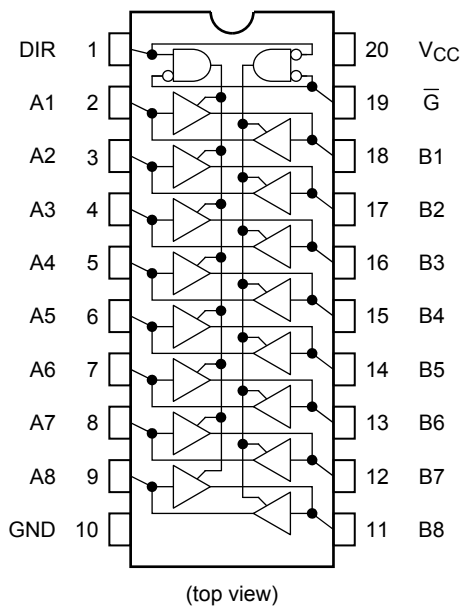 DIR 1 20 VCC
A1 2 19 G̅
A2 3 18 B1
A3 4 17 B2
A4 5 16 B3
A5 6 15 B4
A6 7 14 B5
A7 8 13 B6
A8 9 12 B7
GND 10 11 B8
(top view)